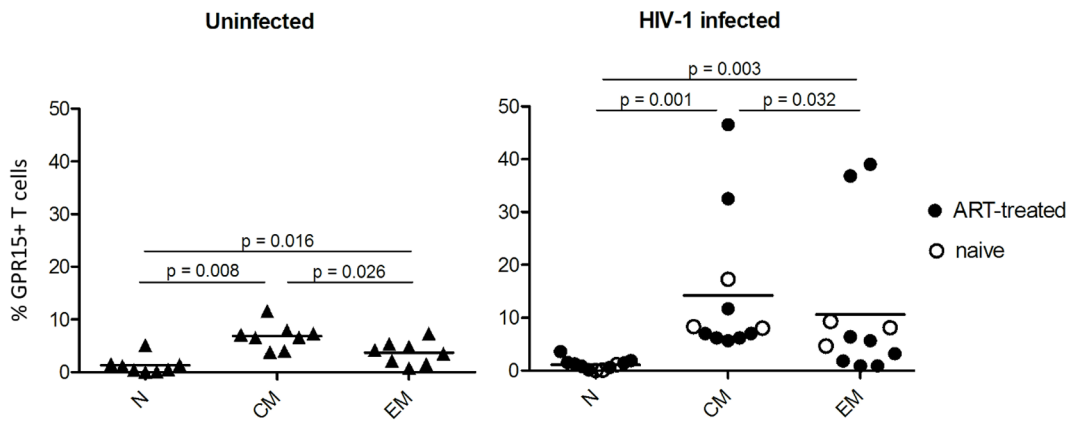 Uninfected
HIV-1 infected
% GPR15+ T cells
50
40
30
20
10
0
p = 0.016
p = 0.008
p = 0.026
N
CM
EM
50
40
30
20
10
0
p = 0.003
p = 0.001
p = 0.032
N
CM
EM
ART-treated
naive